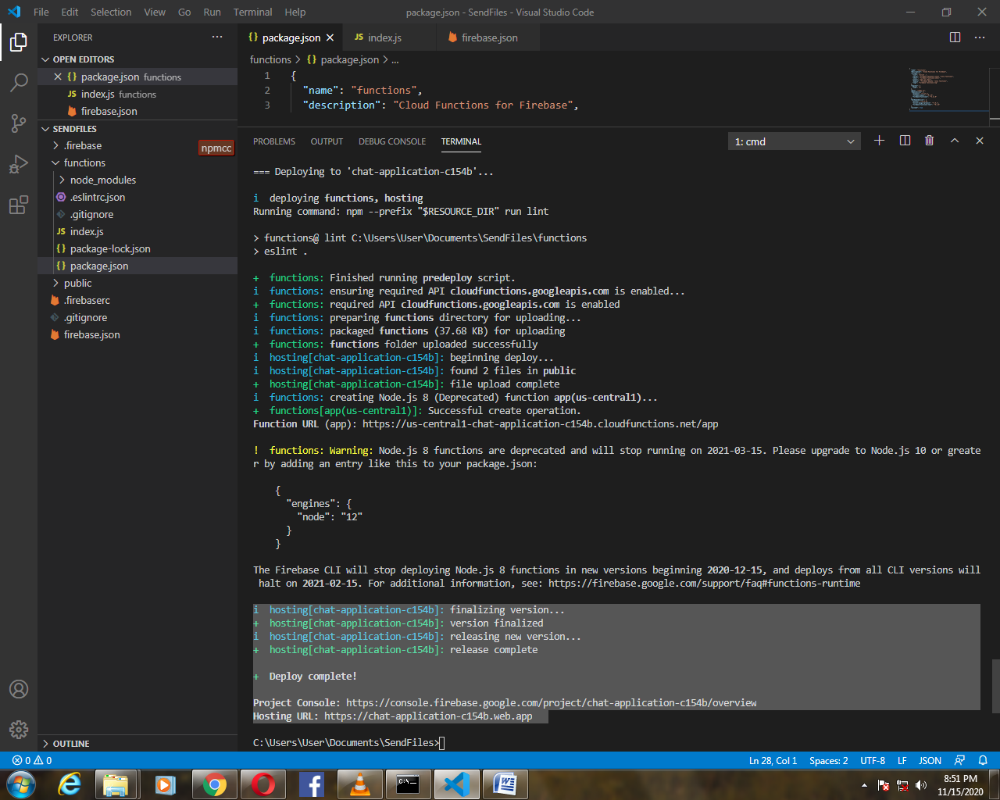 File Edit Selection View Go Run Terminal Help package.json - SendFiles - Visual Studio Code
EXPLORER
OPEN EDITORS
package.json functions
index.js functions
firebase.json
SENDFILES
.firebase
npmcc
functions
node_modules
.eslintrc.json
.gitignore
index.js
package-lock.json
package.json
public
.firebaserc
.gitignore
firebase.json
OUTLINE
package.json index.js firebase.json
functions > package.json > ...
1 {
2 "name": "functions",
3 "description": "Cloud Functions for Firebase",
PROBLEMS OUTPUT DEBUG CONSOLE TERMINAL 1: cmd
=== Deploying to 'chat-application-c154b'...
i deploying functions, hosting
Running command: npm --prefix "$RESOURCE_DIR" run lint
> functions@ lint C:\Users\User\Documents\SendFiles\functions
> eslint .
+ functions: Finished running predeploy script.
i functions: ensuring required API cloudfunctions.googleapis.com is enabled...
+ functions: required API cloudfunctions.googleapis.com is enabled
i functions: preparing functions directory for uploading...
i functions: packaged functions (37.68 KB) for uploading
+ functions: functions folder uploaded successfully
i hosting[chat-application-c154b]: beginning deploy...
i hosting[chat-application-c154b]: found 2 files in public
+ hosting[chat-application-c154b]: file upload complete
i functions: creating Node.js 8 (Deprecated) function app(us-central1)...
+ functions[app(us-central1)]: Successful create operation.
Function URL (app): https://us-central1-chat-application-c154b.cloudfunctions.net/app
! functions: Warning: Node.js 8 functions are deprecated and will stop running on 2021-03-15. Please upgrade to Node.js 10 or greate
r by adding an entry like this to your package.json:
{
"engines": {
"node": "12"
}
}
The Firebase CLI will stop deploying Node.js 8 functions in new versions beginning 2020-12-15, and deploys from all CLI versions will
halt on 2021-02-15. For additional information, see: https://firebase.google.com/support/faq#functions-runtime
i hosting[chat-application-c154b]: finalizing version...
+ hosting[chat-application-c154b]: version finalized
i hosting[chat-application-c154b]: releasing new version...
+ hosting[chat-application-c154b]: release complete
+ Deploy complete!
Project Console: https://console.firebase.google.com/project/chat-application-c154b/overview
Hosting URL: https://chat-application-c154b.web.app
C:\Users\User\Documents\SendFiles>
0 0 Ln 28, Col 1 Spaces: 2 UTF-8 LF JSON
8:51 PM
11/15/2020